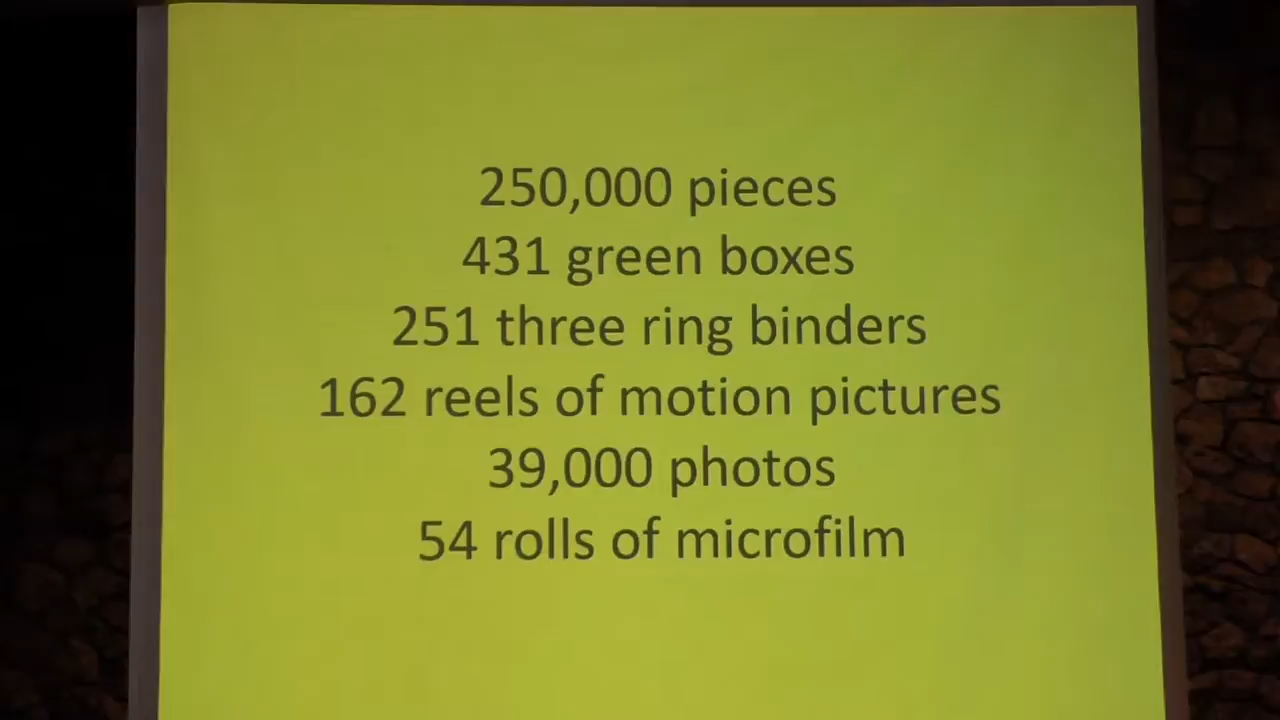 250,000 pieces
431 green boxes
251 three ring binders
162 reels of motion pictures
39,000 photos
54 rolls of microfilm